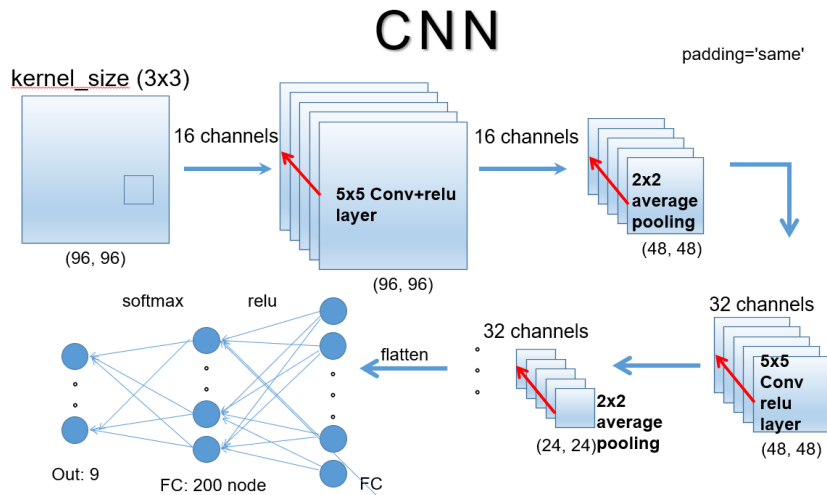 CNN
padding='same'
kernel_size (3x3)
16 channels
16 channels
5x5 Conv+relu
layer
2x2
average
pooling
(96, 96)
(96, 96)
(48, 48)
softmax
relu
flatten
32 channels
32 channels
5x5
Conv
relu
layer
2x2
average
pooling
(24, 24)
(48, 48)
Out: 9
FC: 200 node
FC